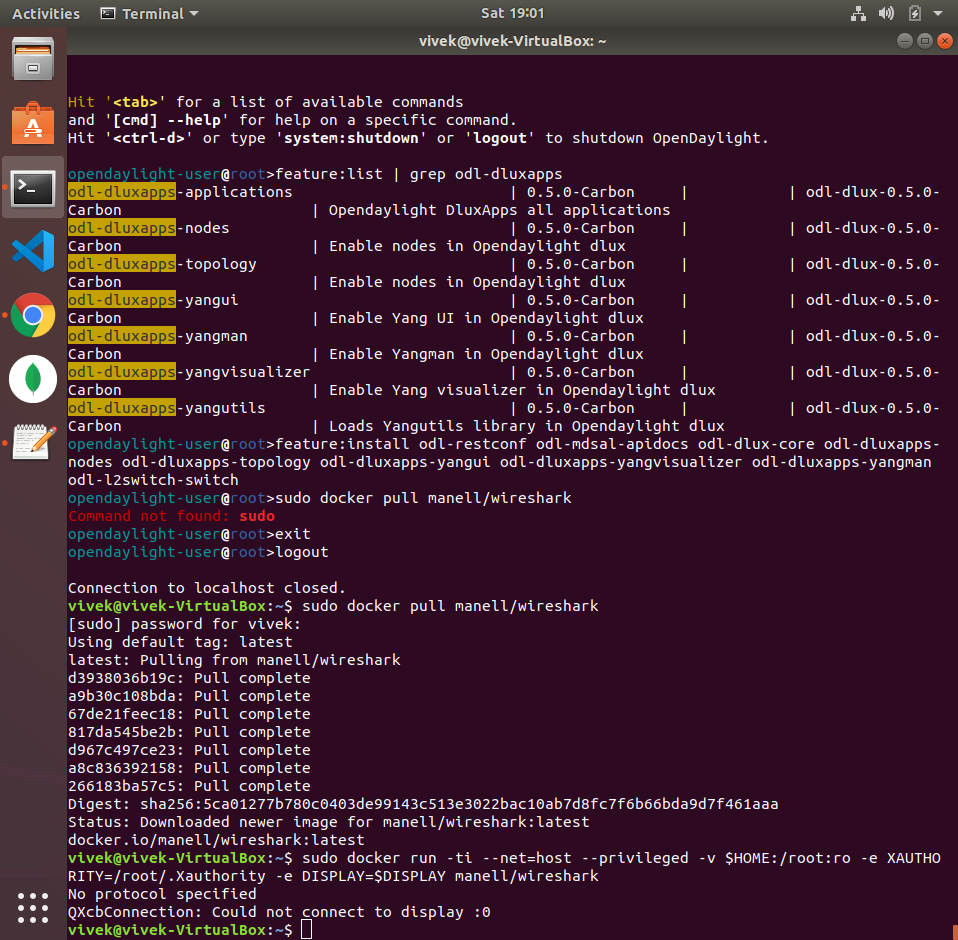 Activities Terminal Sat 19:01
vivek@vivek-VirtualBox: ~
Hit '<tab>' for a list of available commands
and '[cmd] --help' for help on a specific command.
Hit '<ctrl-d>' or type 'system:shutdown' or 'logout' to shutdown OpenDaylight.
opendaylight-user@root>feature:list | grep odl-dluxapps
odl-dluxapps-applications | 0.5.0-Carbon | | odl-dlux-0.5.0-
Carbon | Opendaylight DluxApps all applications
odl-dluxapps-nodes | 0.5.0-Carbon | | odl-dlux-0.5.0-
Carbon | Enable nodes in Opendaylight dlux
odl-dluxapps-topology | 0.5.0-Carbon | | odl-dlux-0.5.0-
Carbon | Enable nodes in Opendaylight dlux
odl-dluxapps-yangui | 0.5.0-Carbon | | odl-dlux-0.5.0-
Carbon | Enable Yang UI in Opendaylight dlux
odl-dluxapps-yangman | 0.5.0-Carbon | | odl-dlux-0.5.0-
Carbon | Enable Yangman in Opendaylight dlux
odl-dluxapps-yangvisualizer | 0.5.0-Carbon | | odl-dlux-0.5.0-
Carbon | Enable Yang visualizer in Opendaylight dlux
odl-dluxapps-yangutils | 0.5.0-Carbon | | odl-dlux-0.5.0-
Carbon | Loads Yangutils library in Opendaylight dlux
opendaylight-user@root>feature:install odl-restconf odl-mdsal-apidocs odl-dlux-core odl-dluxapps-
nodes odl-dluxapps-topology odl-dluxapps-yangui odl-dluxapps-yangvisualizer odl-dluxapps-yangman
odl-l2switch-switch
opendaylight-user@root>sudo docker pull manell/wireshark
Command not found: sudo
opendaylight-user@root>exit
opendaylight-user@root>logout
Connection to localhost closed.
vivek@vivek-VirtualBox:~$ sudo docker pull manell/wireshark
[sudo] password for vivek:
Using default tag: latest
latest: Pulling from manell/wireshark
d3938036b19c: Pull complete
a9b30c108bda: Pull complete
67de21feec18: Pull complete
817da545be2b: Pull complete
d967c497ce23: Pull complete
a8c836392158: Pull complete
266183ba57c5: Pull complete
Digest: sha256:5ca01277b780c0403de99143c513e3022bac10ab7d8fc7f6b66bda9d7f461aaa
Status: Downloaded newer image for manell/wireshark:latest
docker.io/manell/wireshark:latest
vivek@vivek-VirtualBox:~$ sudo docker run -ti --net=host --privileged -v $HOME:/root:ro -e XAUTHO
RITY=/root/.Xauthority -e DISPLAY=$DISPLAY manell/wireshark
No protocol specified
QXcbConnection: Could not connect to display :0
vivek@vivek-VirtualBox:~$